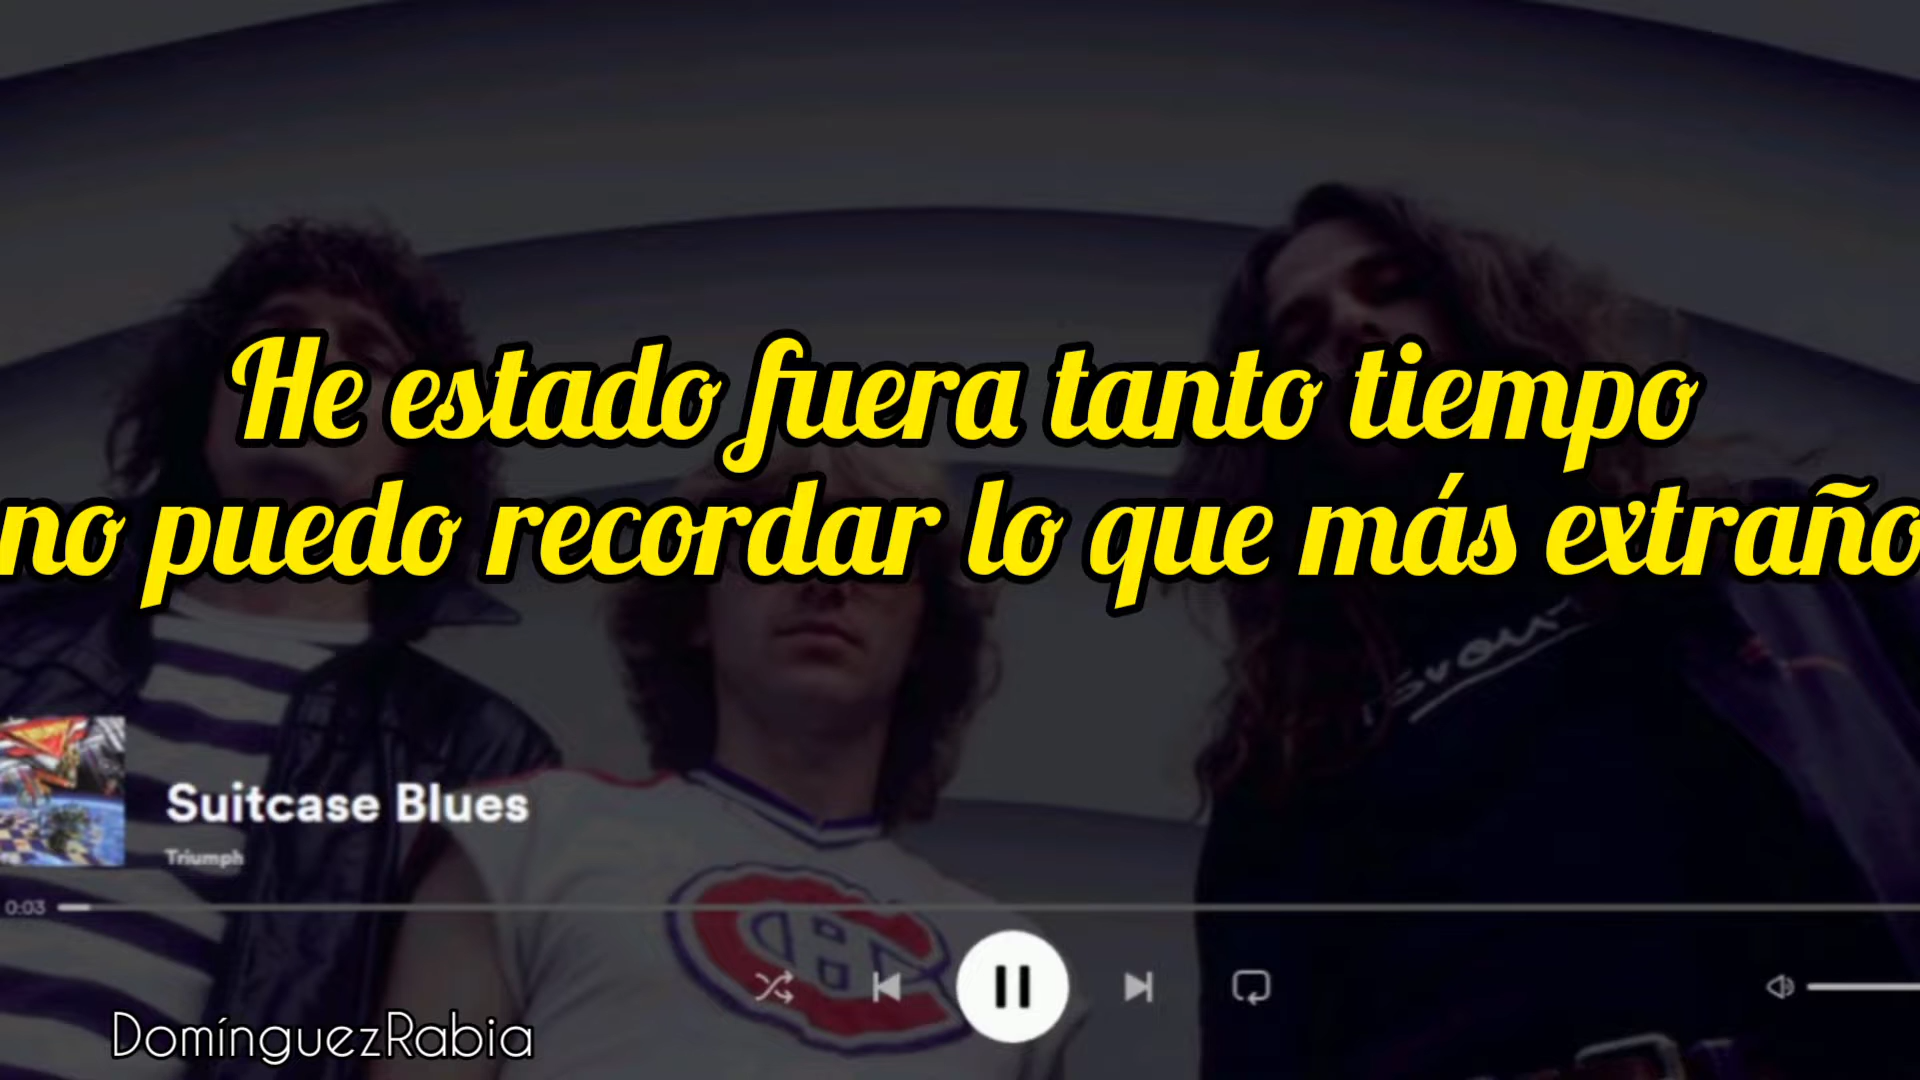 He estado fuera tanto tiempo
no puedo recordar lo que más extraño
Suitcase Blues
Triumph
0:03
DomínguezRabia